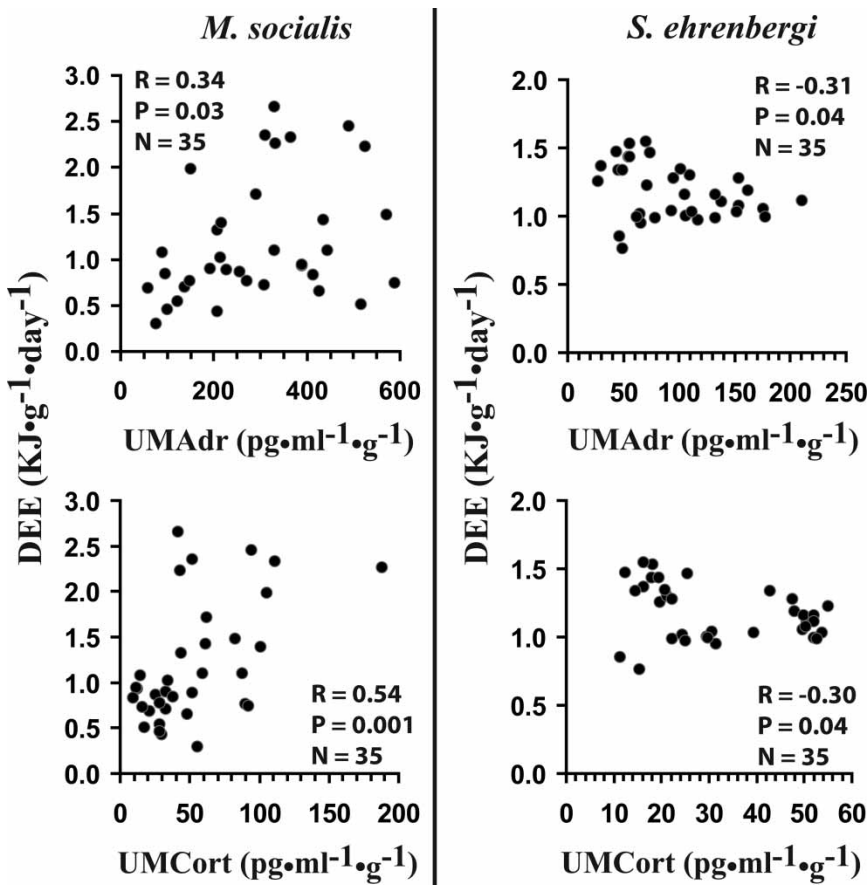 M. socialis
S. ehrenbergi
DEE (KJ•g⁻¹•day⁻¹)
3.0
2.5
2.0
1.5
1.0
0.5
0.0
R = 0.34
P = 0.03
N = 35
0 200 400 600
UMAdr (pg•ml⁻¹•g⁻¹)
3.0
2.5
2.0
1.5
1.0
0.5
0.0
R = 0.54
P = 0.001
N = 35
0 50 100 150 200
UMCort (pg•ml⁻¹•g⁻¹)
DEE (KJ•g⁻¹•day⁻¹)
2.0
1.5
1.0
0.5
0.0
R = -0.31
P = 0.04
N = 35
0 50 100 150 200 250
UMAdr (pg•ml⁻¹•g⁻¹)
2.0
1.5
1.0
0.5
0.0
R = -0.30
P = 0.04
N = 35
0 10 20 30 40 50 60
UMCort (pg•ml⁻¹•g⁻¹)